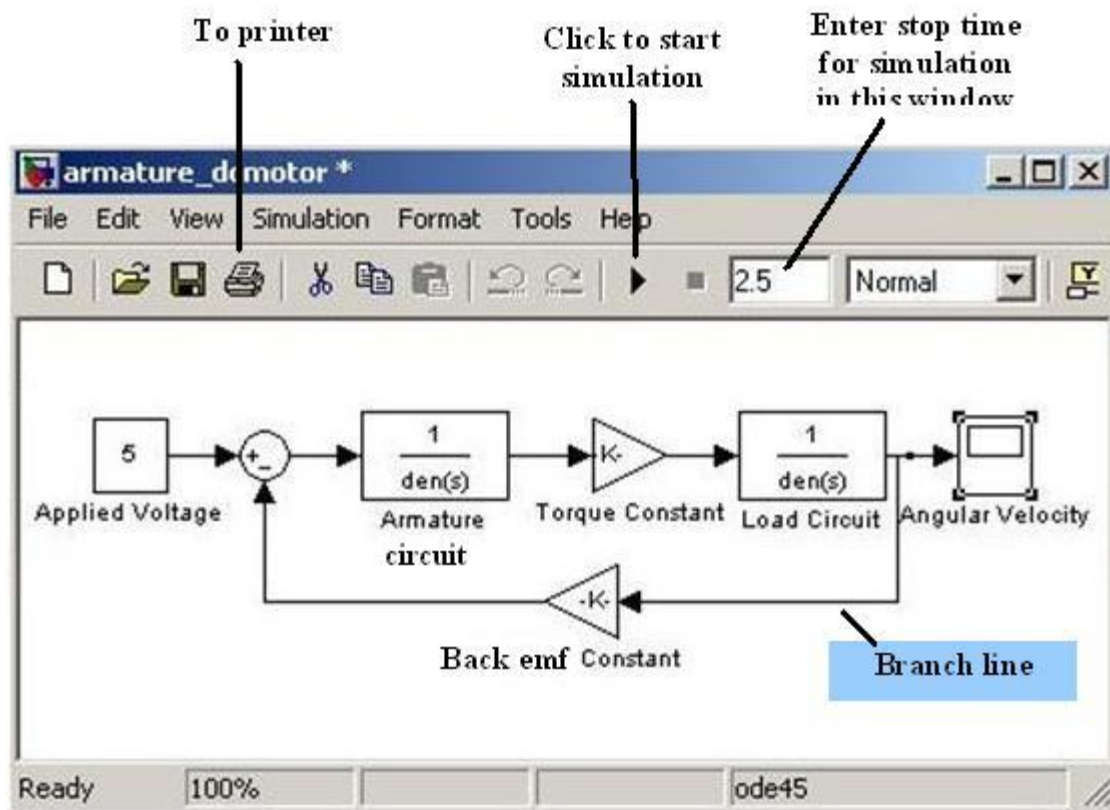 To printer
Click to start
simulation
Enter stop time
for simulation
in this window
armature_dcmotor *
File Edit View Simulation Format Tools Help
2.5 Normal
5
Applied Voltage
+
-
1
den(s)
Armature
circuit
K-
Torque Constant
1
den(s)
Load Circuit
Angular Velocity
-K-
Back emf Constant
Branch line
Ready 100% ode45